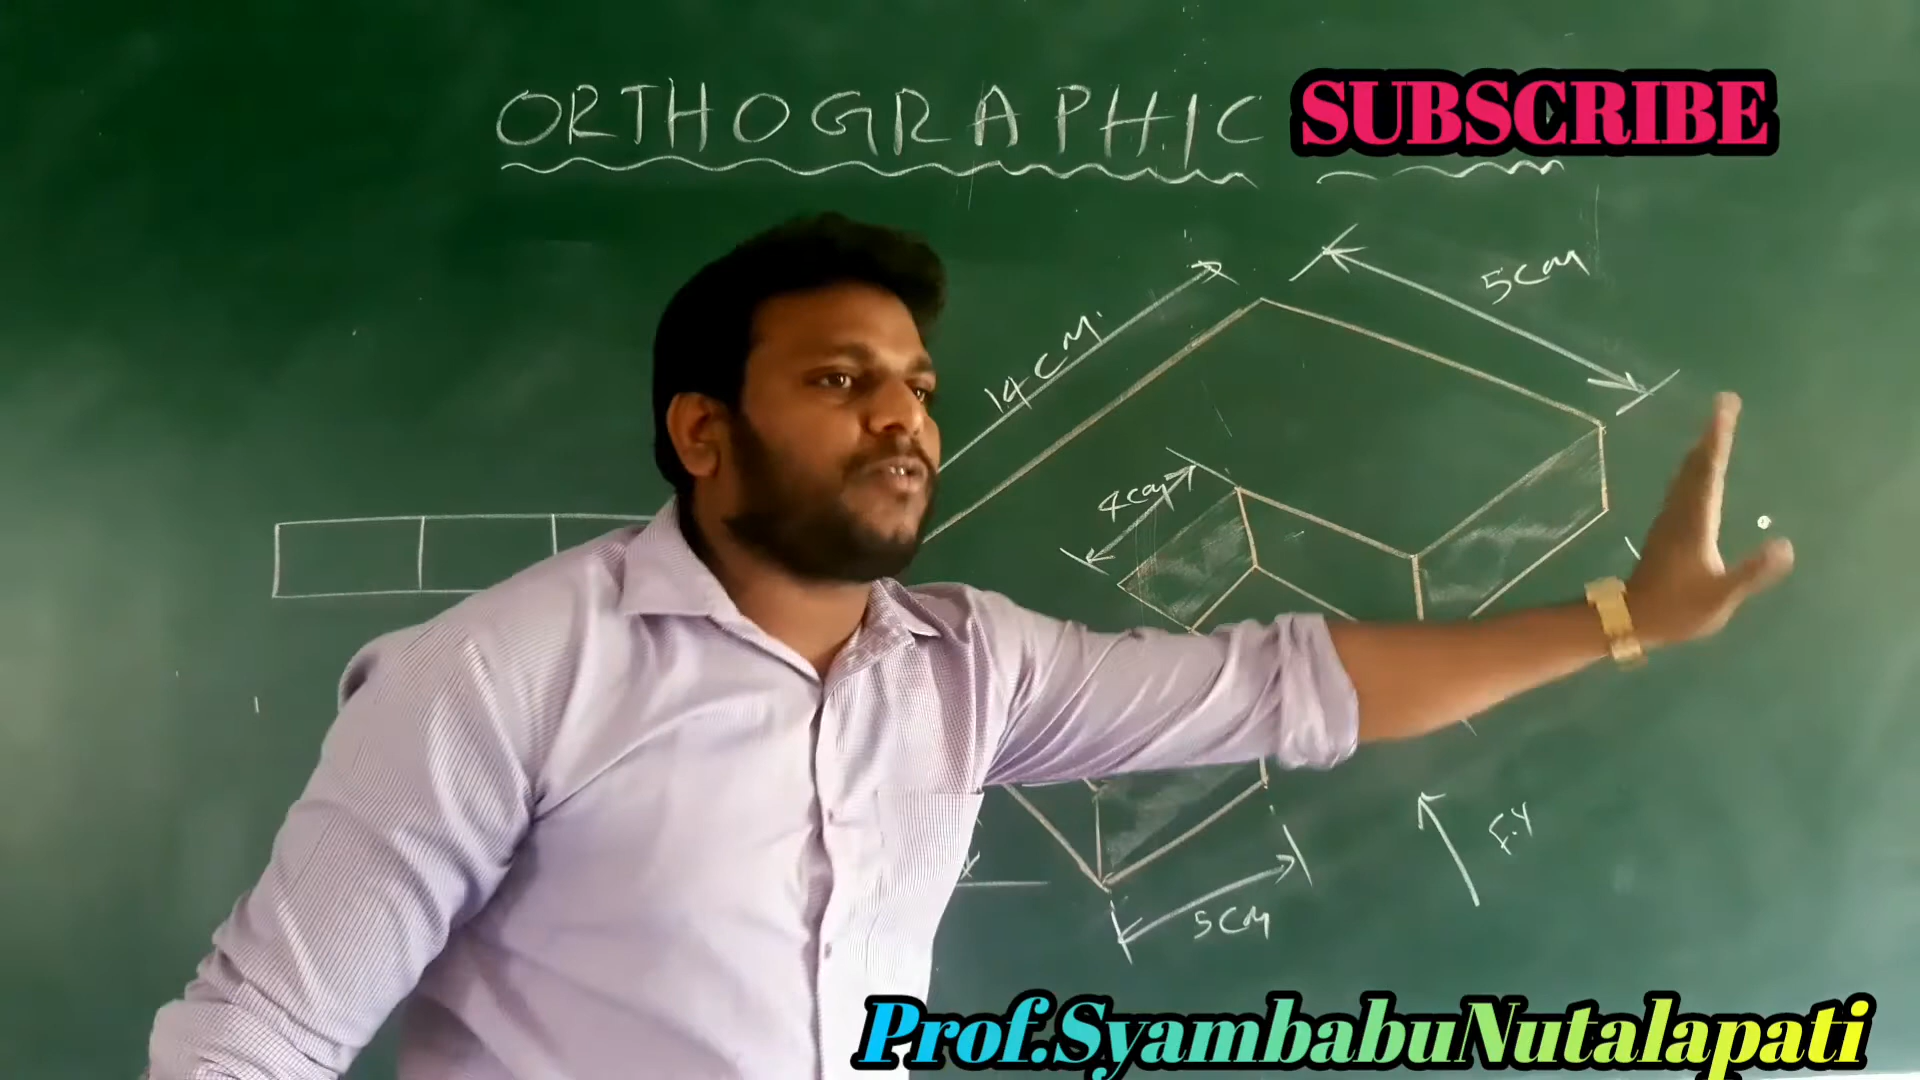 ORTHOGRAPHIC SUBSCRIBE
5cm
14cm.
4cm
F.V
5cm
Prof.SyambabuNutalapati